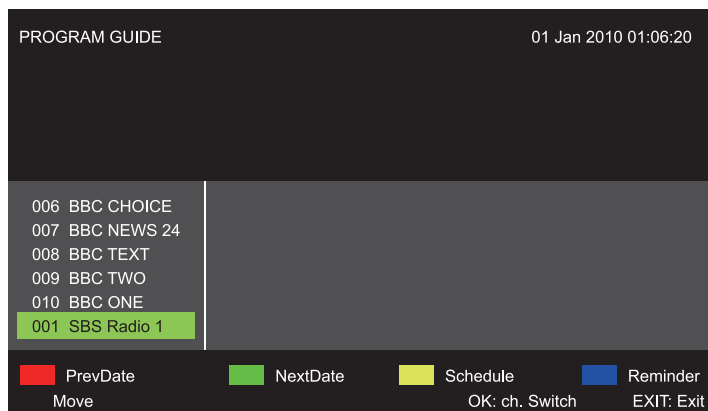 PROGRAM GUIDE 01 Jan 2010 01:06:20
006 BBC CHOICE
007 BBC NEWS 24
008 BBC TEXT
009 BBC TWO
010 BBC ONE
001 SBS Radio 1
PrevDate NextDate Schedule Reminder
Move OK: ch. Switch EXIT: Exit